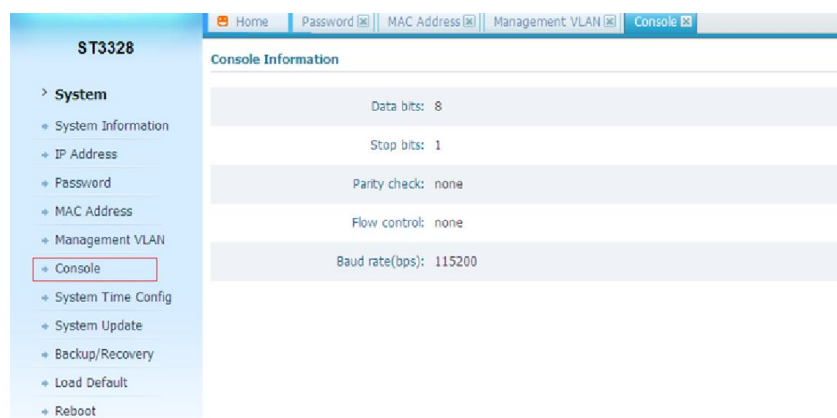 Home Password MAC Address Management VLAN Console
ST3328
Console Information
System
System Information
IP Address
Password
MAC Address
Management VLAN
Console
System Time Config
System Update
Backup/Recovery
Load Default
Reboot
Data bits: 8
Stop bits: 1
Parity check: none
Flow control: none
Baud rate(bps): 115200